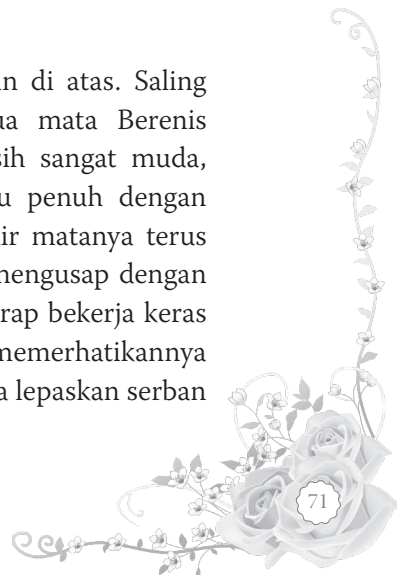 n di atas. Saling
ua mata Berenis
sih sangat muda,
u penuh dengan
ir matanya terus
mengusap dengan
rap bekerja keras
memerhatikannya
a lepaskan serban
71